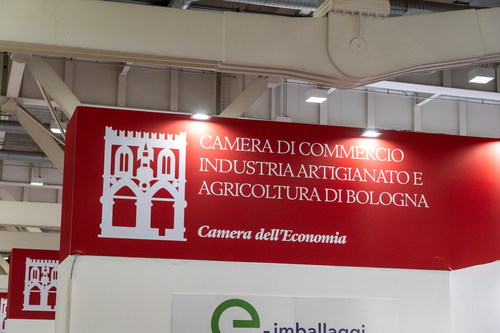 CAMERA DI COMMERCIO
INDUSTRIA ARTIGIANATO E
AGRICOLTURA DI BOLOGNA
Camera dell'Economia
e-imballaggi